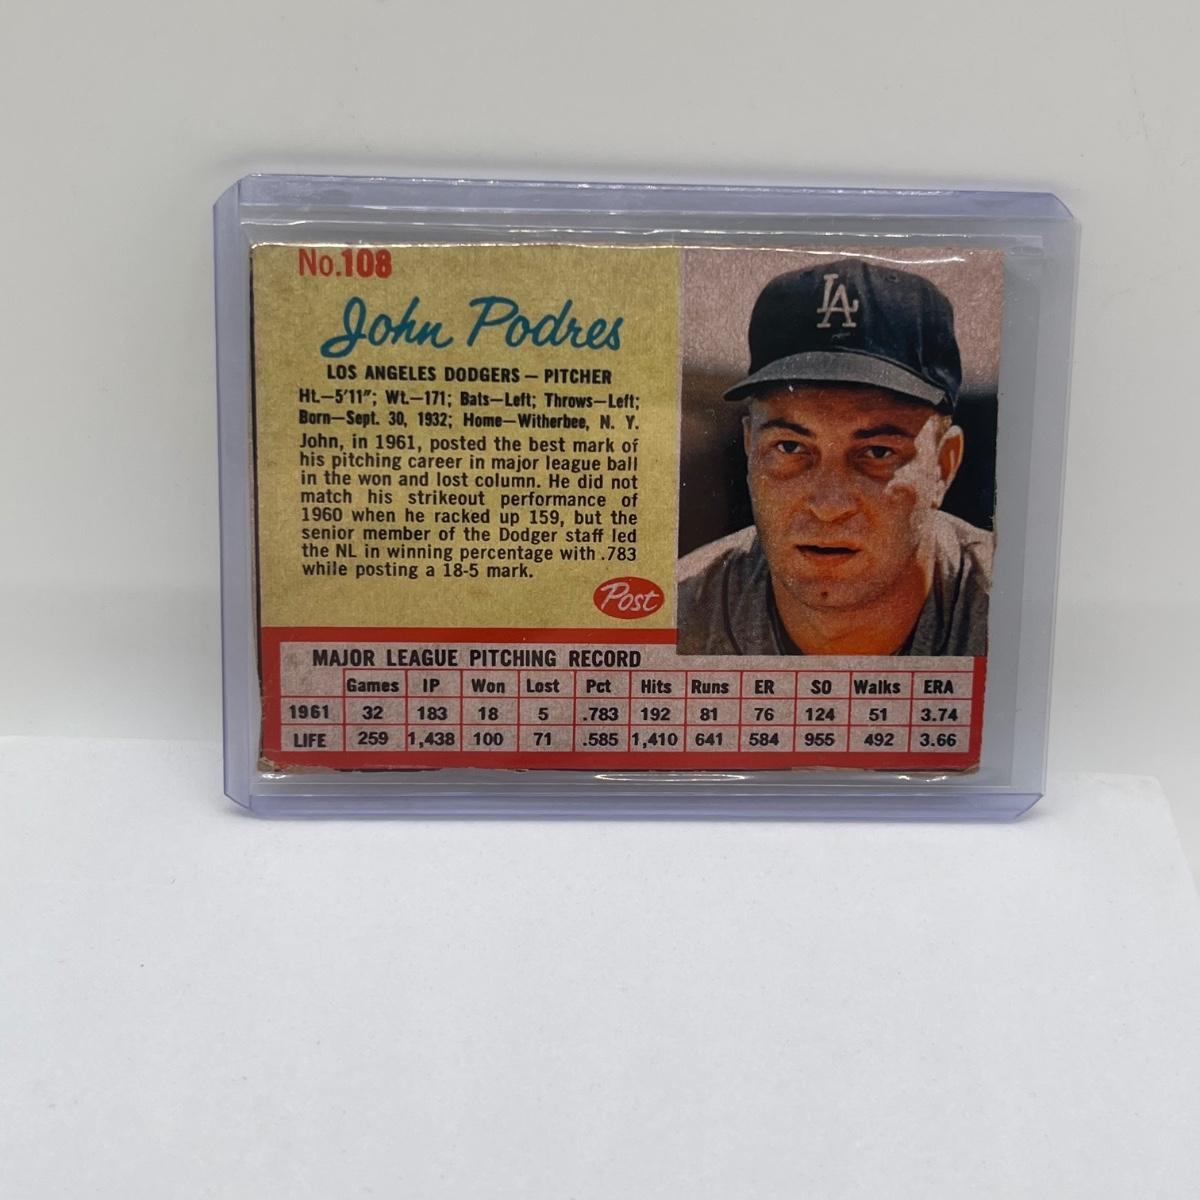 No.108
John Podres
LOS ANGELES DODGERS — PITCHER
Ht.—5'11"; Wt.—171; Bats—Left; Throws—Left;
Born—Sept. 30, 1932; Home—Witherbee, N. Y.
John, in 1961, posted the best mark of
his pitching career in major league ball
in the won and lost column. He did not
match his strikeout performance of
1960 when he racked up 159, but the
senior member of the Dodger staff led
the NL in winning percentage with .783
while posting a 18-5 mark.
Post
LA
MAJOR LEAGUE PITCHING RECORD
Games IP Won Lost Pct Hits Runs ER SO Walks ERA
1961 32 183 18 5 .783 192 81 76 124 51 3.74
LIFE 259 1,438 100 71 .585 1,410 641 584 955 492 3.66